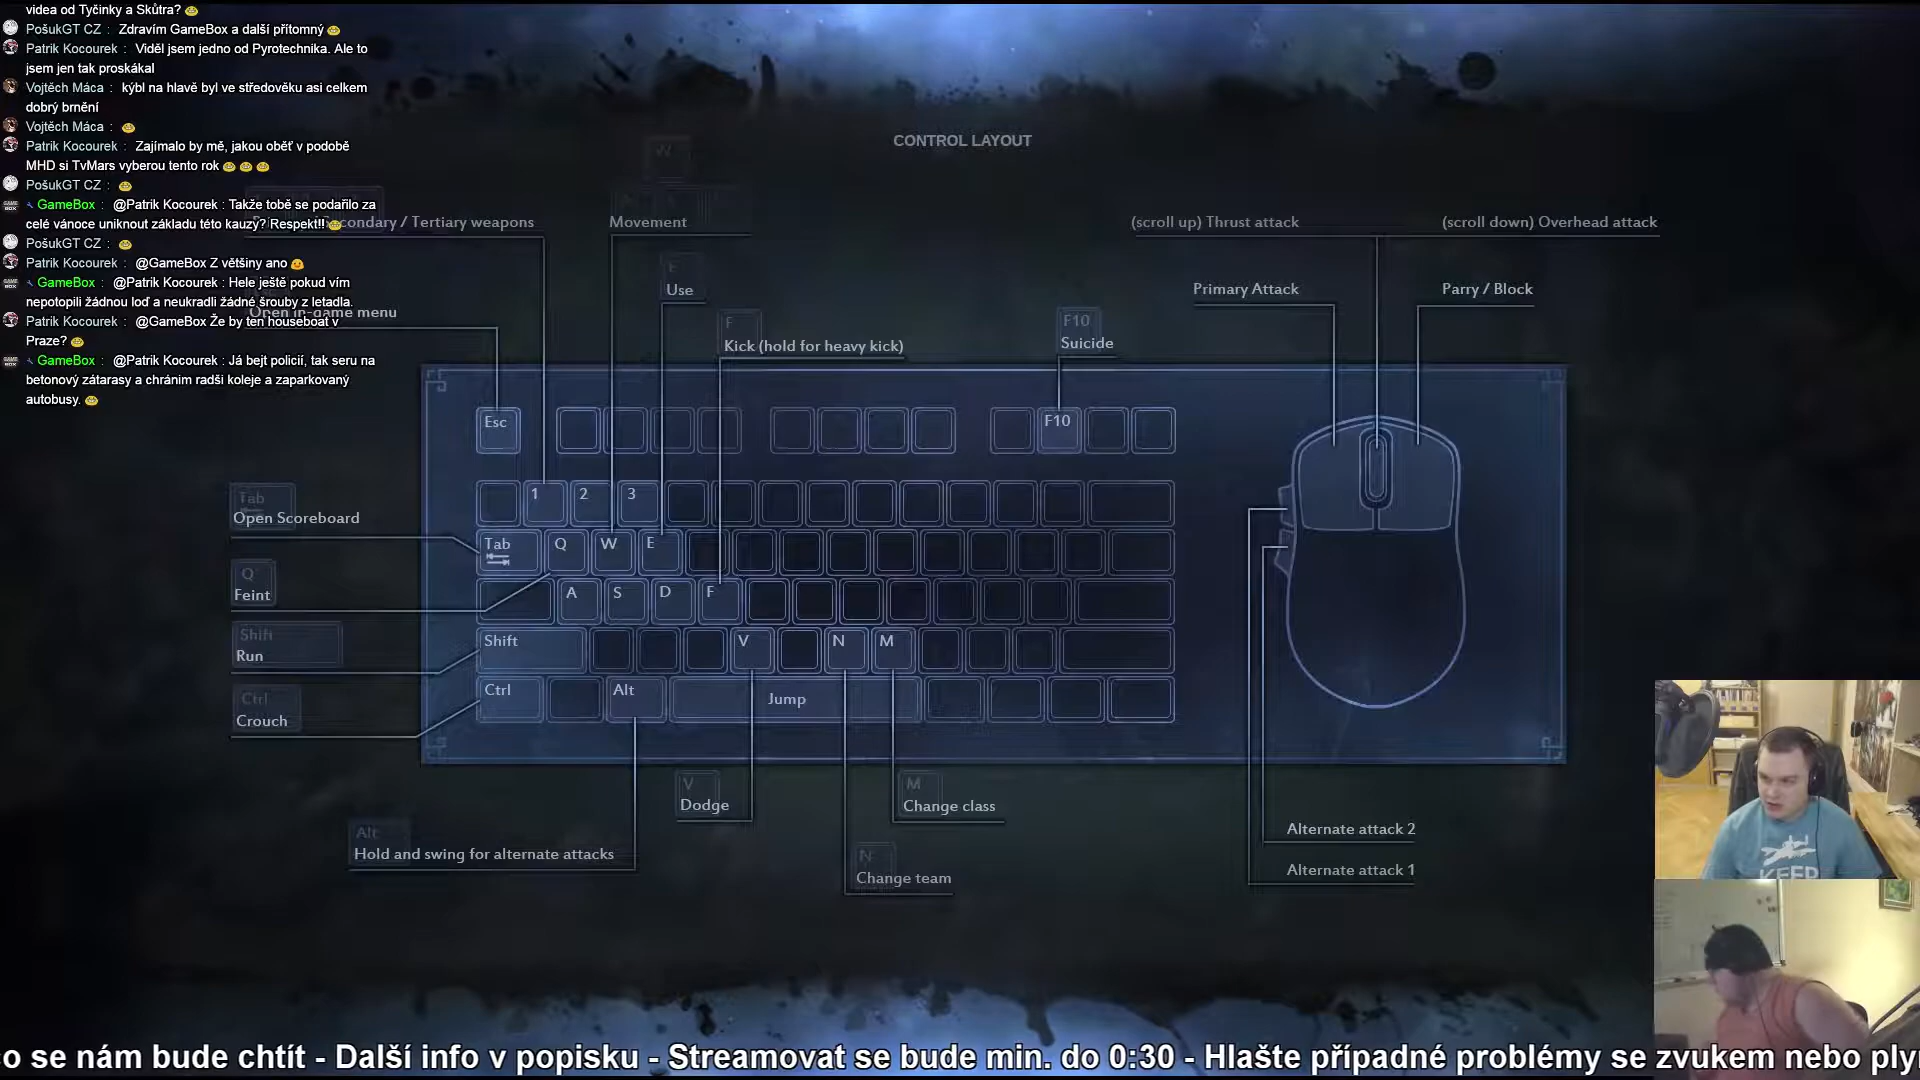 videa od Tyčinky a Skůtra?
PošukGT CZ : Zdravím GameBox a další přítomný
Patrik Kocourek : Viděl jsem jedno od Pyrotechnika. Ale to
jsem jen tak proskákal
Vojtěch Máca : kýbl na hlavě byl ve středověku asi celkem
dobrý brnění
Vojtěch Máca :
Patrik Kocourek : Zajímalo by mě, jakou oběť v podobě
MHD si TvMars vyberou tento rok
PošukGT CZ :
GameBox : @Patrik Kocourek : Takže tobě se podařilo za
celé vánoce uniknout základu této kauzy? Respekt!!
PošukGT CZ :
Patrik Kocourek : @GameBox Z většiny ano
GameBox : @Patrik Kocourek : Hele ještě pokud vím
nepotopili žádnou loď a neukradli žádné šrouby z letadla.
Patrik Kocourek : @GameBox Že by ten houseboat v
Praze?
GameBox : @Patrik Kocourek : Já bejt policií, tak seru na
betonový zátarasy a chráním radši koleje a zaparkovaný
autobusy.
CONTROL LAYOUT
W
/ Tertiary weapons
Movement
(scroll up) Thrust attack
(scroll down) Overhead attack
E
Use
Primary Attack
Parry / Block
Open in-game menu
F
Kick (hold for heavy kick)
F10
Suicide
Esc
F10
1
2
3
Tab
Open Scoreboard
Tab
Q
W
E
Q
Feint
A
S
D
F
Shift
Run
Shift
V
N
M
Ctrl
Crouch
Ctrl
Alt
Jump
V
Dodge
M
Change class
Alt
Hold and swing for alternate attacks
N
Change team
Alternate attack 2
Alternate attack 1
KEEP
o se nám bude chtít - Další info v popisku - Streamovat se bude min. do 0:30 - Hlašte případné problémy se zvukem nebo plyn